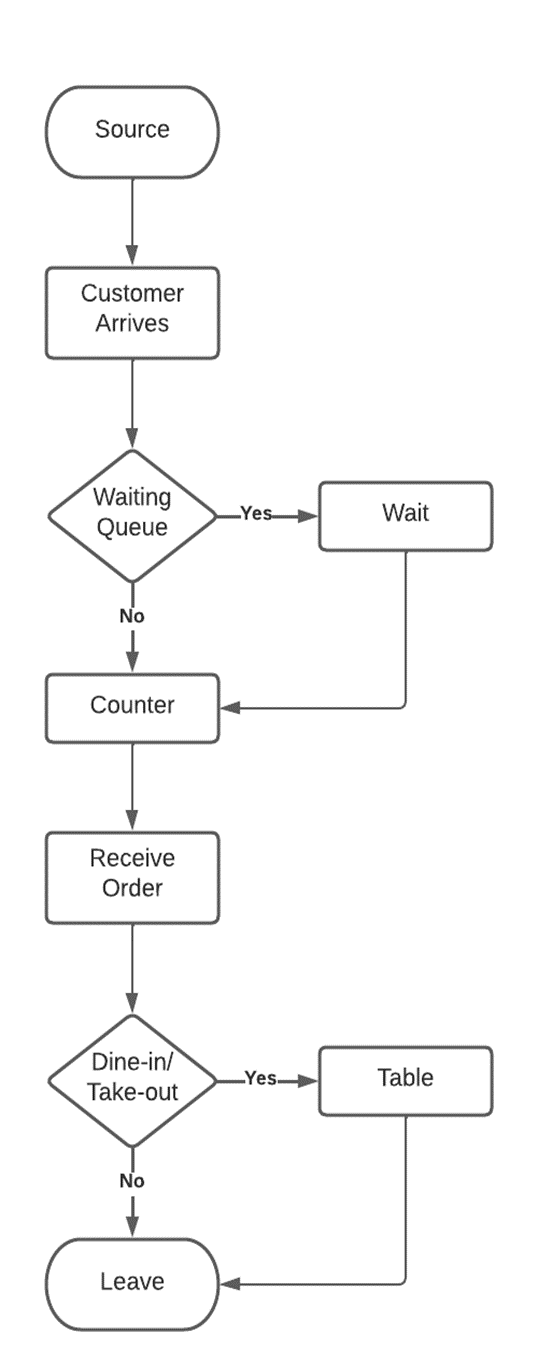 Source
Customer
Arrives
Waiting
Queue
Yes
Wait
No
Counter
Receive
Order
Dine-in/
Take-out
Yes
Table
No
Leave